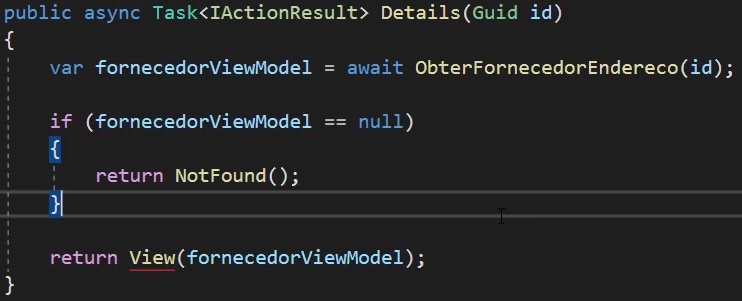 public async Task<IActionResult> Details(Guid id)
{
var fornecedorViewModel = await ObterFornecedorEndereco(id);
if (fornecedorViewModel == null)
{
return NotFound();
}
return View(fornecedorViewModel);
}